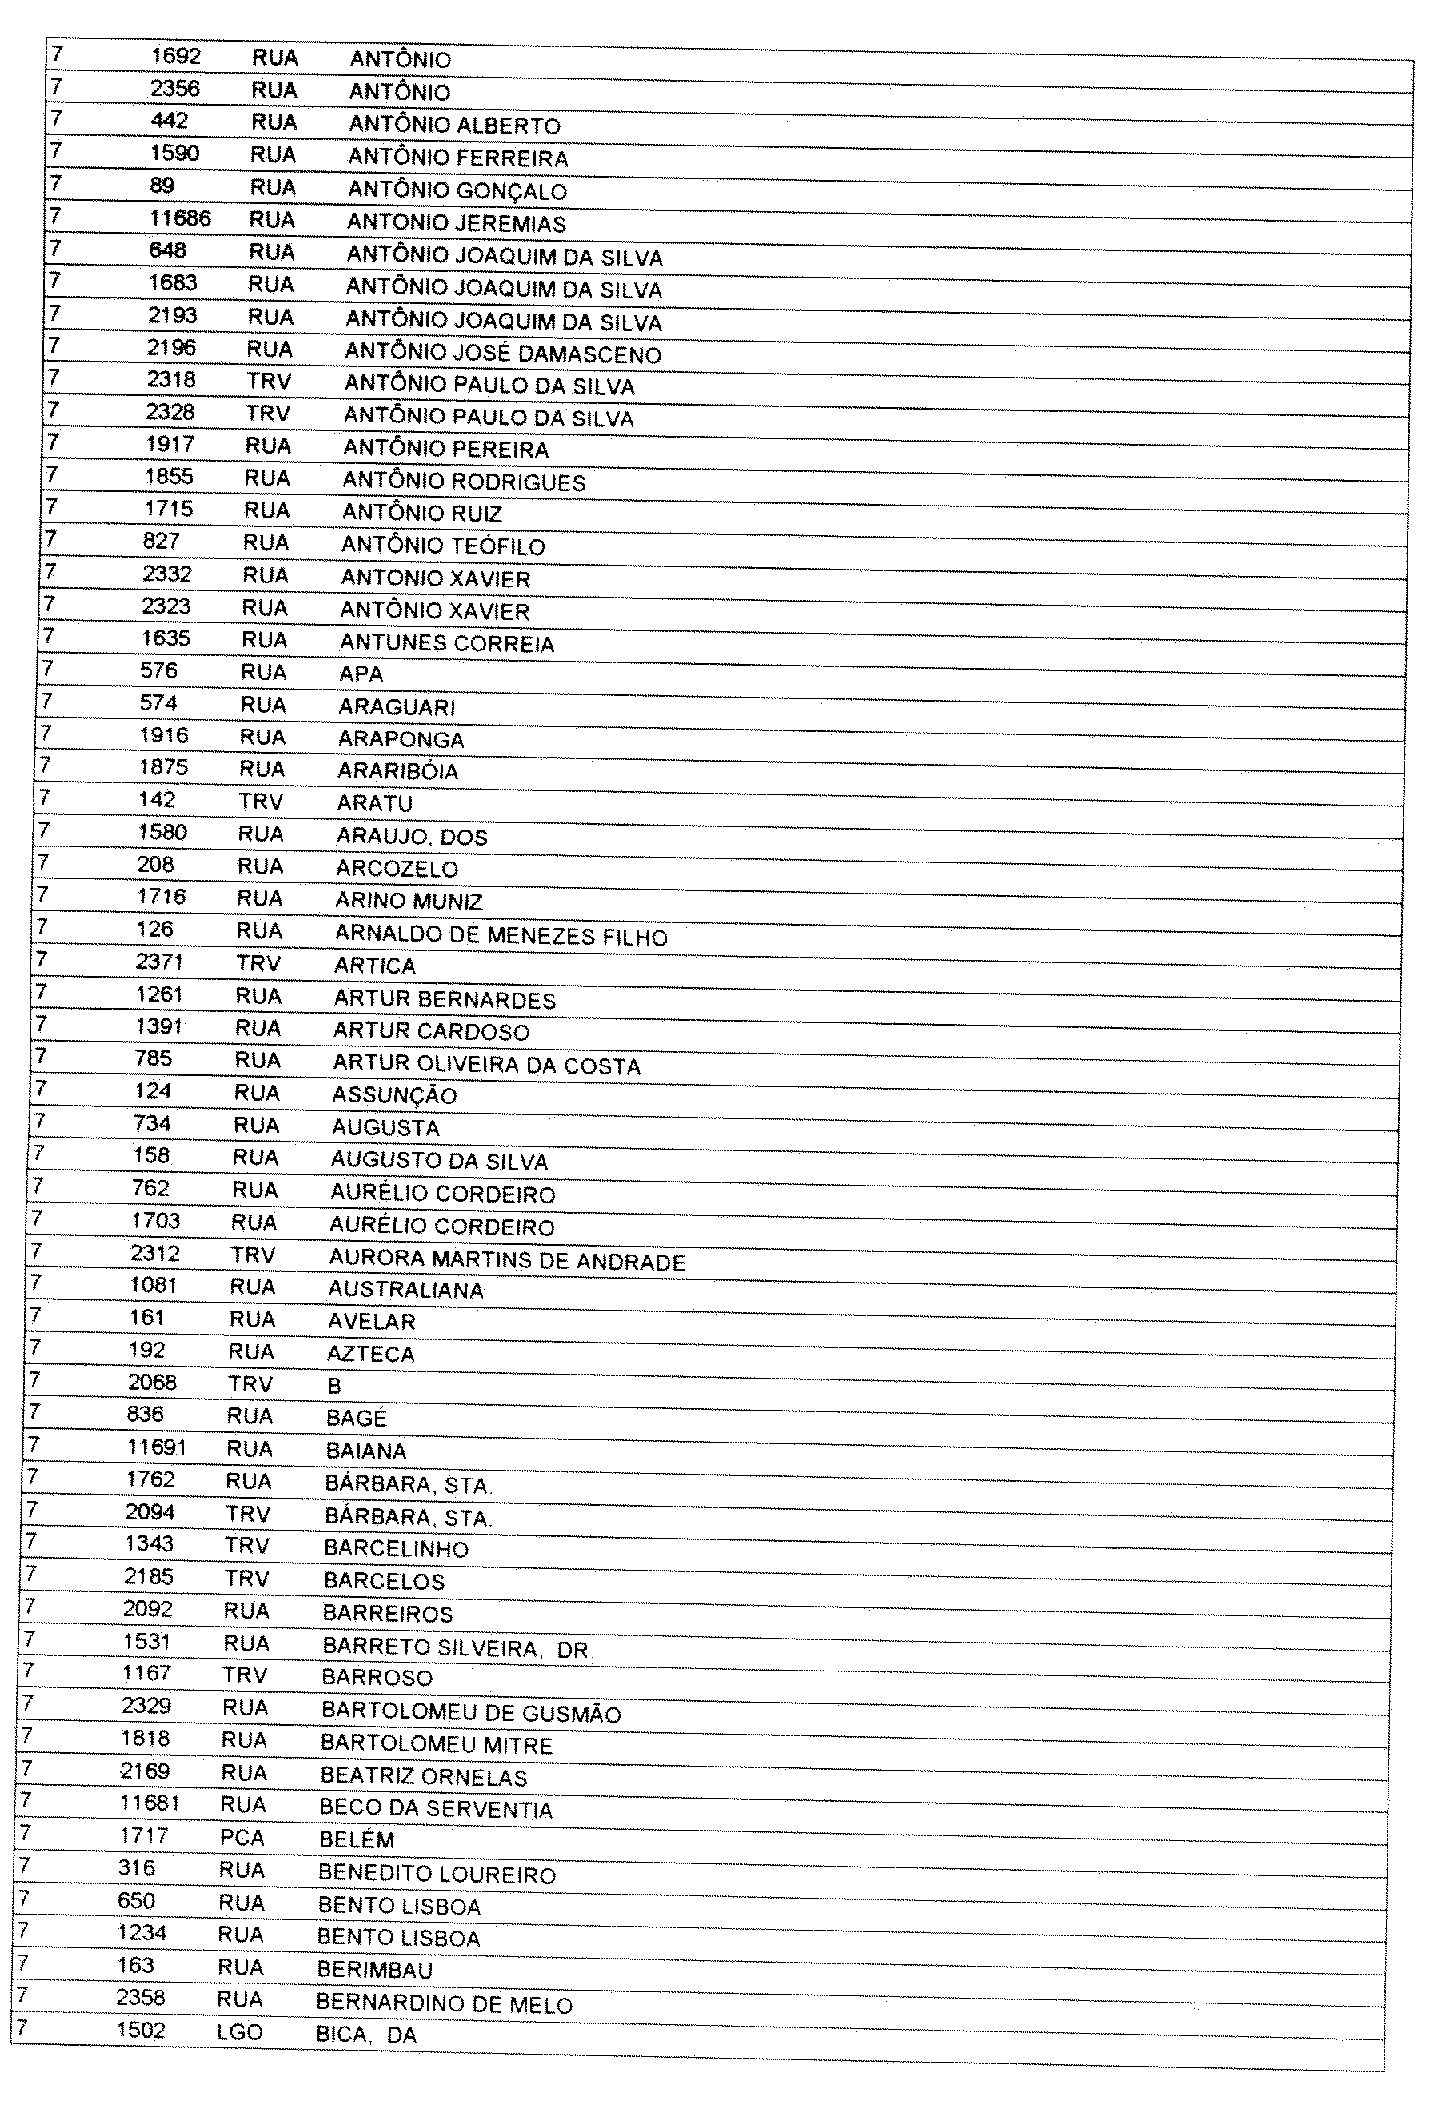 7 1692 RUA ANTÔNIO
7 2356 RUA ANTÔNIO
7 442 RUA ANTÔNIO ALBERTO
7 1590 RUA ANTÔNIO FERREIRA
7 89 RUA ANTÔNIO GONÇALO
7 11686 RUA ANTONIO JEREMIAS
7 648 RUA ANTÔNIO JOAQUIM DA SILVA
7 1683 RUA ANTÔNIO JOAQUIM DA SILVA
7 2193 RUA ANTÔNIO JOAQUIM DA SILVA
7 2196 RUA ANTÔNIO JOSÉ DAMASCENO
7 2318 TRV ANTÔNIO PAULO DA SILVA
7 2328 TRV ANTÔNIO PAULO DA SILVA
7 1917 RUA ANTÔNIO PEREIRA
7 1855 RUA ANTÔNIO RODRIGUES
7 1715 RUA ANTÔNIO RUIZ
7 827 RUA ANTÔNIO TEÓFILO
7 2332 RUA ANTONIO XAVIER
7 2323 RUA ANTÔNIO XAVIER
7 1635 RUA ANTUNES CORREIA
7 576 RUA APA
7 574 RUA ARAGUARI
7 1916 RUA ARAPONGA
7 1875 RUA ARARIBÓIA
7 142 TRV ARATU
7 1580 RUA ARAUJO, DOS
7 208 RUA ARCOZELO
7 1716 RUA ARINO MUNIZ
7 126 RUA ARNALDO DE MENEZES FILHO
7 2371 TRV ARTICA
7 1261 RUA ARTUR BERNARDES
7 1391 RUA ARTUR CARDOSO
7 785 RUA ARTUR OLIVEIRA DA COSTA
7 124 RUA ASSUNÇÃO
7 734 RUA AUGUSTA
7 158 RUA AUGUSTO DA SILVA
7 762 RUA AURÉLIO CORDEIRO
7 1703 RUA AURÉLIO CORDEIRO
7 2312 TRV AURORA MARTINS DE ANDRADE
7 1081 RUA AUSTRALIANA
7 161 RUA AVELAR
7 192 RUA AZTECA
7 2068 TRV B
7 836 RUA BAGÉ
7 11691 RUA BAIANA
7 1762 RUA BÁRBARA, STA.
7 2094 TRV BÁRBARA, STA.
7 1343 TRV BARCELINHO
7 2185 TRV BARCELOS
7 2092 RUA BARREIROS
7 1531 RUA BARRETO SILVEIRA, DR.
7 1167 TRV BARROSO
7 2329 RUA BARTOLOMEU DE GUSMÃO
7 1818 RUA BARTOLOMEU MITRE
7 2169 RUA BEATRIZ ORNELAS
7 11681 RUA BECO DA SERVENTIA
7 1717 PCA BELÉM
7 316 RUA BENEDITO LOUREIRO
7 650 RUA BENTO LISBOA
7 1234 RUA BENTO LISBOA
7 163 RUA BERIMBAU
7 2358 RUA BERNARDINO DE MELO
7 1502 LGO BICA, DA